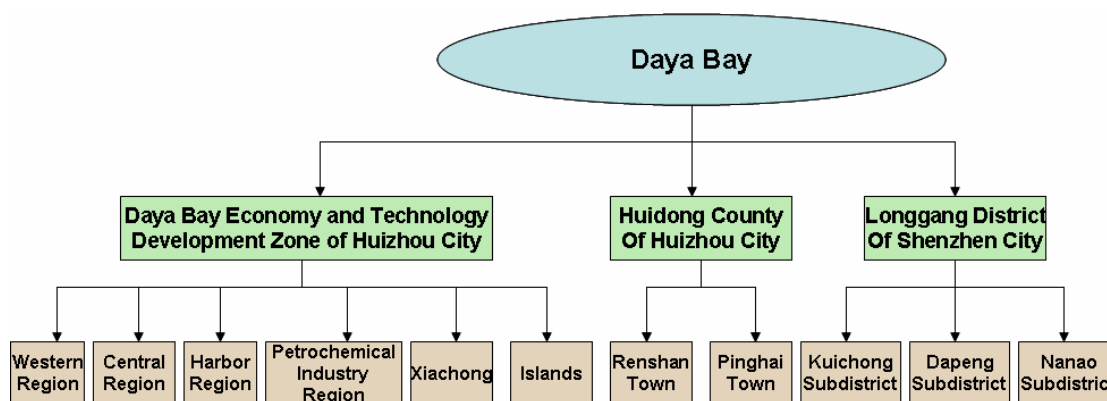 Daya Bay
Daya Bay Economy and Technology
Development Zone of Huizhou City
Huidong County
Of Huizhou City
Longgang District
Of Shenzhen City
Western
Region
Central
Region
Harbor
Region
Petrochemical
Industry
Region
Xiachong
Islands
Renshan
Town
Pinghai
Town
Kuichong
Subdistrict
Dapeng
Subdistrict
Nanao
Subdistric